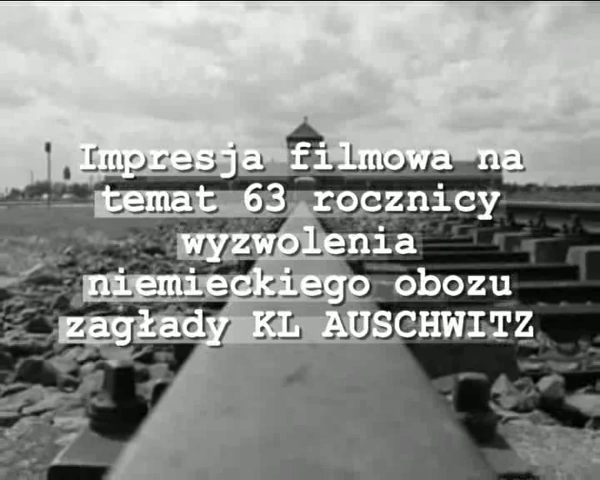 Impresja filmowa na
temat 63 rocznicy
wyzwolenia
niemieckiego obozu
zagłady KL AUSCHWITZ